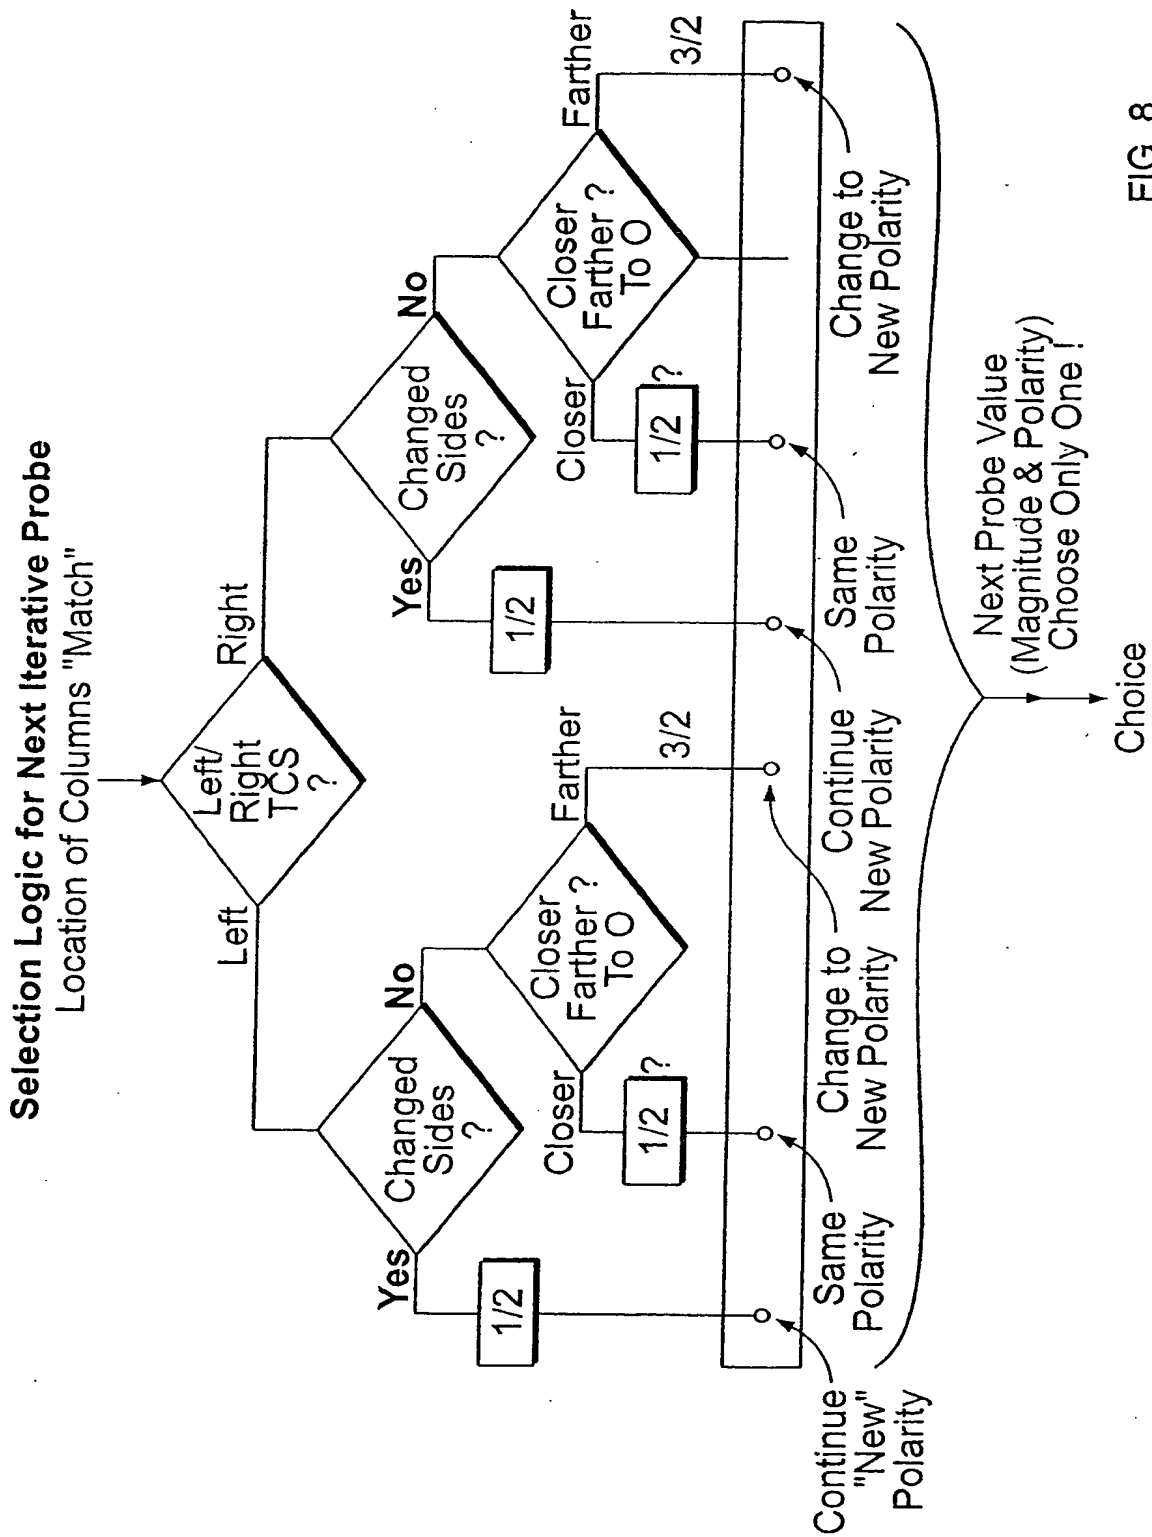 Selection Logic for Next Iterative Probe
Location of Columns "Match"
Left/
Right
TCS
?
Left
Right
Changed
Sides
?
Yes
No
1/2
Closer
Farther ?
To O
Closer
Farther
1/2
?
3/2
Changed
Sides
?
Yes
No
1/2
Closer
Farther ?
To O
Closer
Farther
1/2
?
3/2
Continue
"New"
Polarity
Same
Polarity
Change to
New Polarity
Continue
New Polarity
Same
Polarity
Change to
New Polarity
Next Probe Value
(Magnitude & Polarity)
Choose Only One !
Choice
FIG. 8